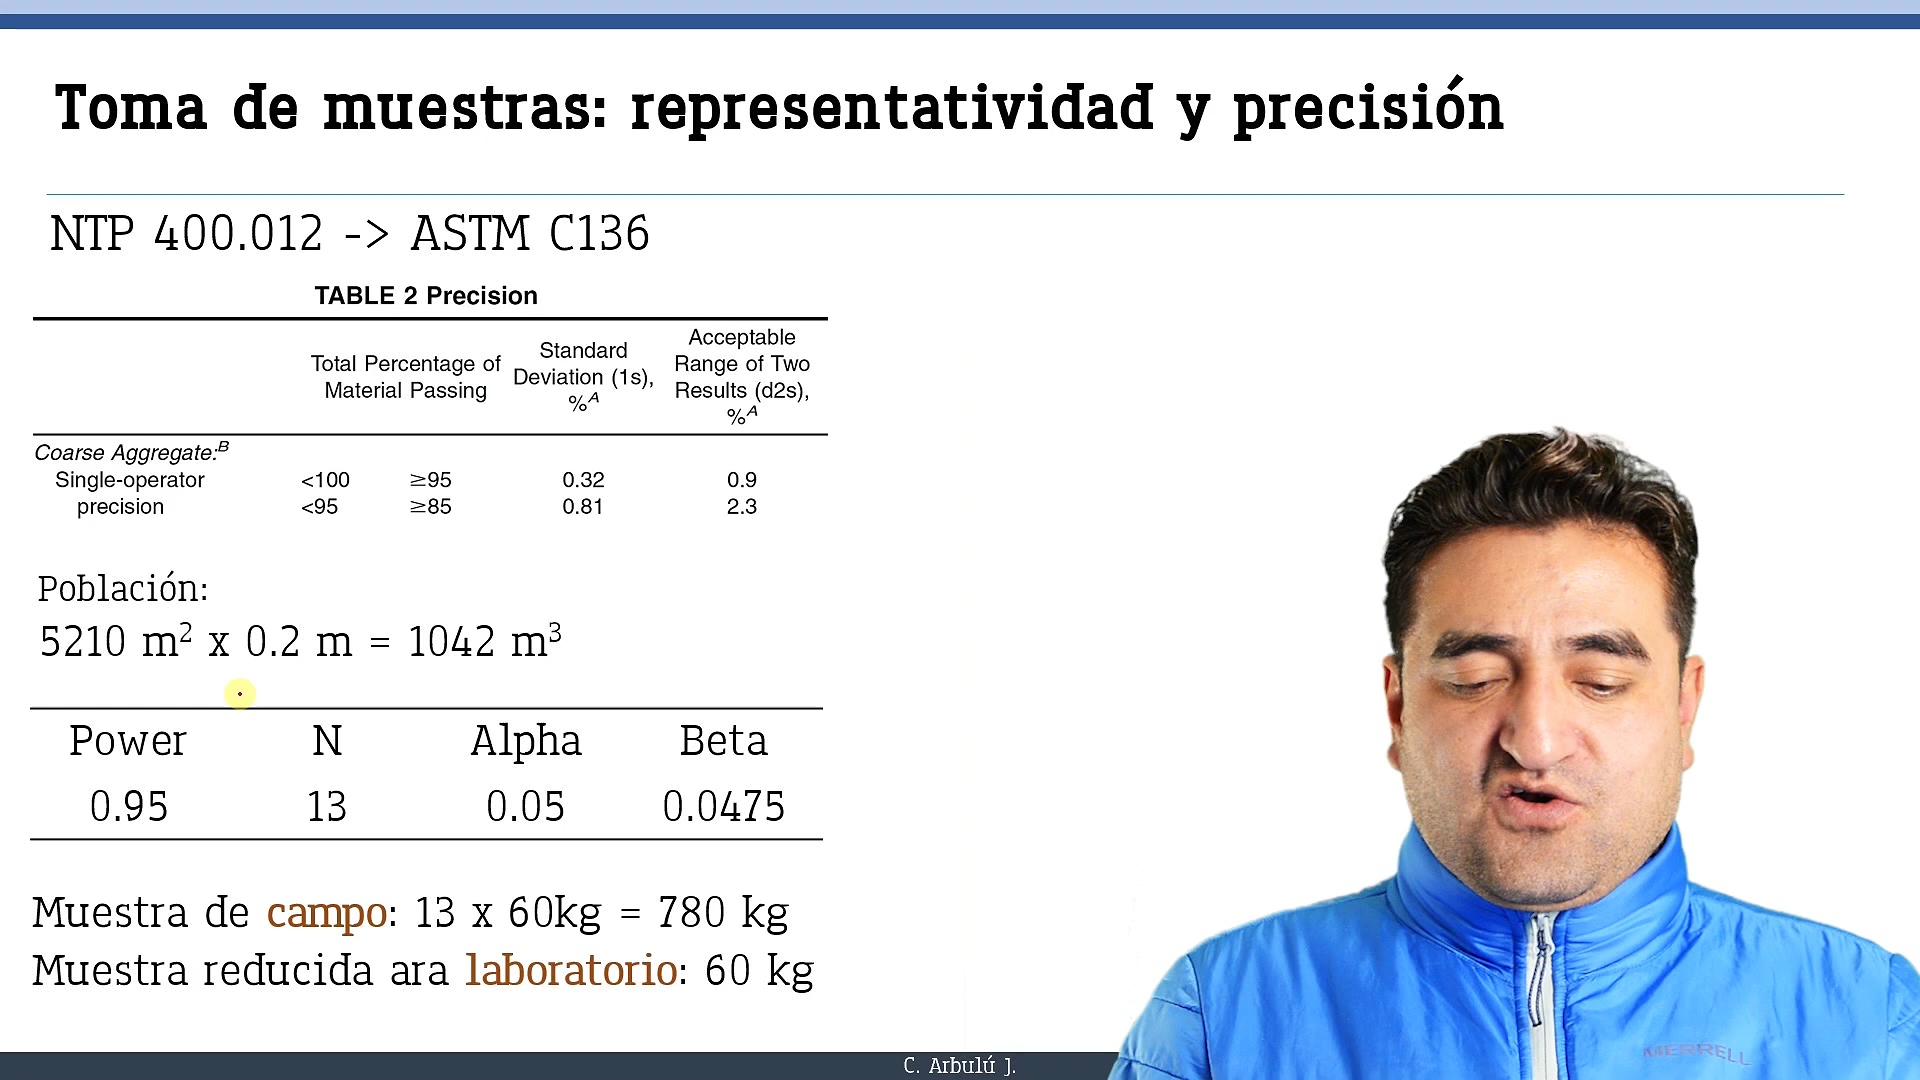 Toma de muestras: representatividad y precisión
NTP 400.012 -> ASTM C136
TABLE 2 Precision
Total Percentage of Material Passing
Standard Deviation (1s), %A
Acceptable Range of Two Results (d2s), %A
Coarse Aggregate:B
Single-operator <100 ≥95 0.32 0.9
precision <95 ≥85 0.81 2.3
Población:
5210 m² x 0.2 m = 1042 m³
Power N Alpha Beta
0.95 13 0.05 0.0475
Muestra de campo: 13 x 60kg = 780 kg
Muestra reducida ara laboratorio: 60 kg
C. Arbulú J.
MERRELL